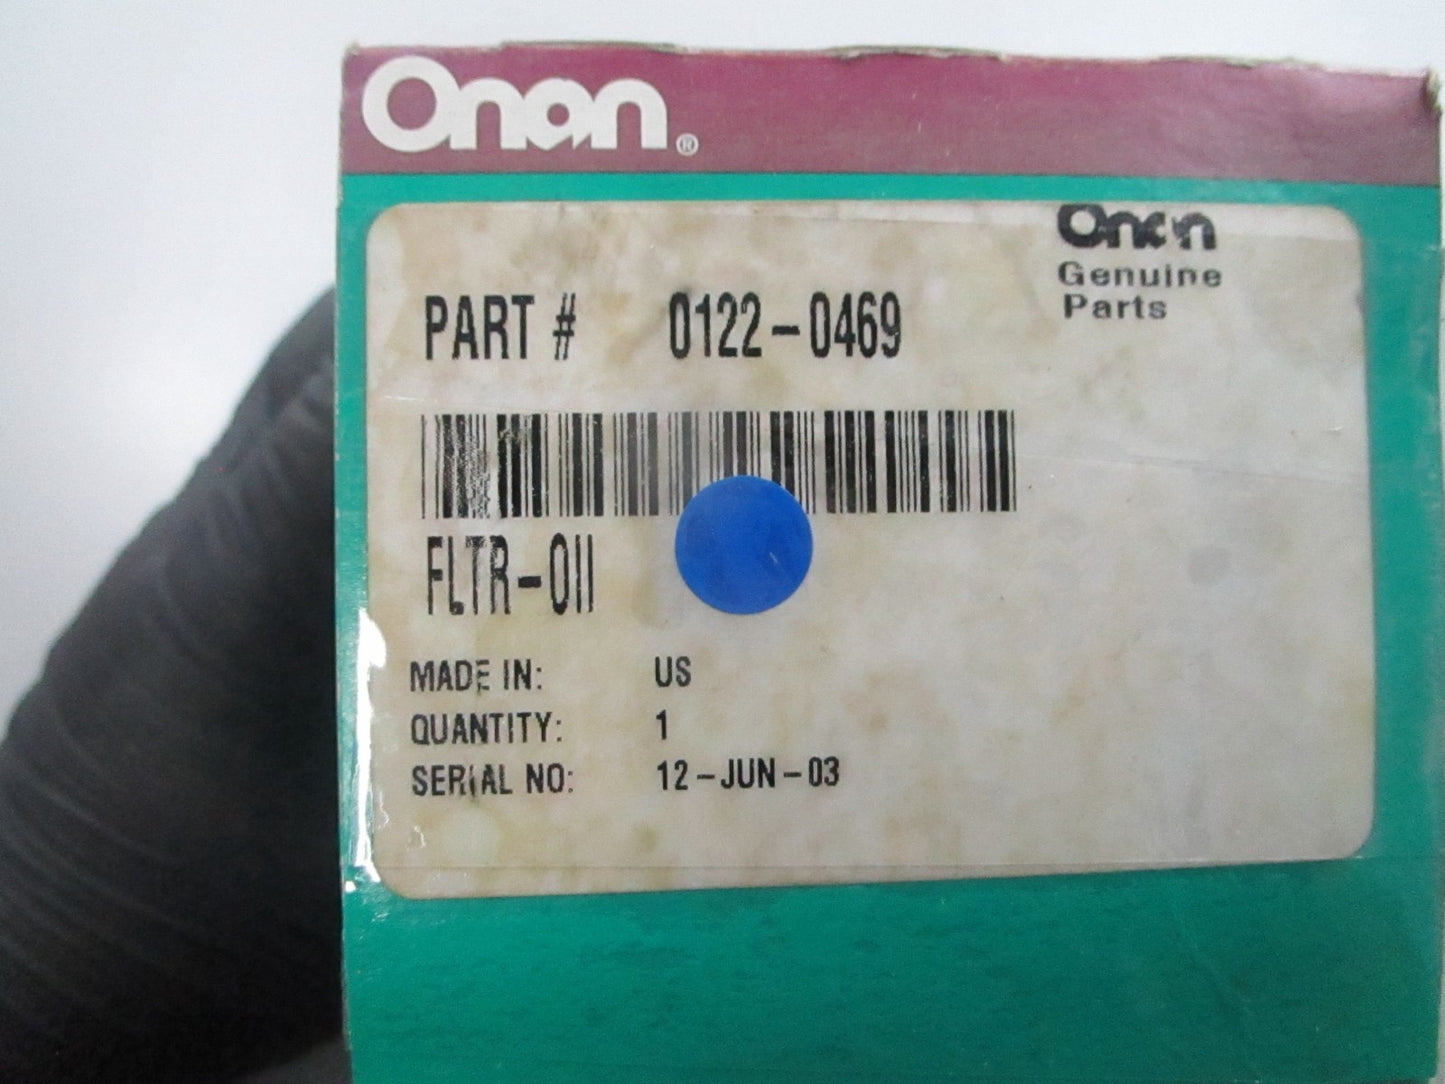 Onan®
Onan
Genuine
Parts
PART # 0122-0469
FLTR-OIl
MADE IN: US
QUANTITY: 1
SERIAL NO: 12-JUN-03